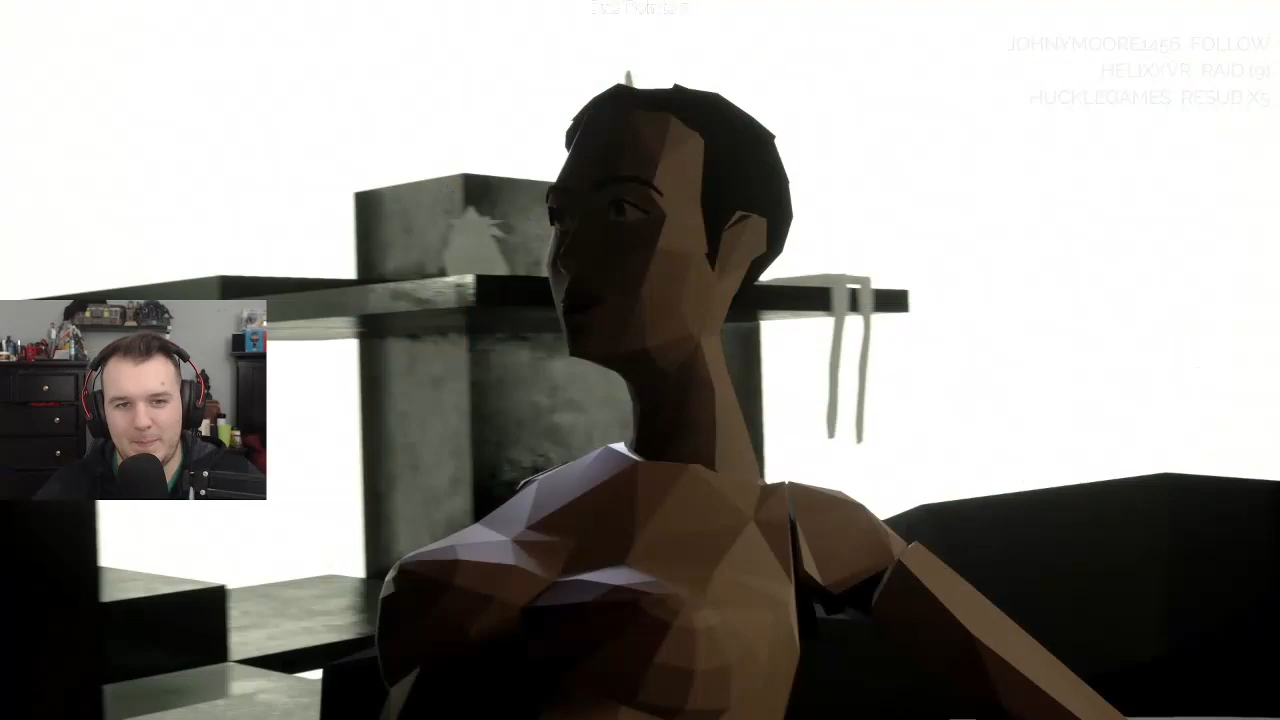 JOHNYMOORE1456 FOLLOW
HELIXYVR RAID (9)
HUCKLEGAMES RESUB X5